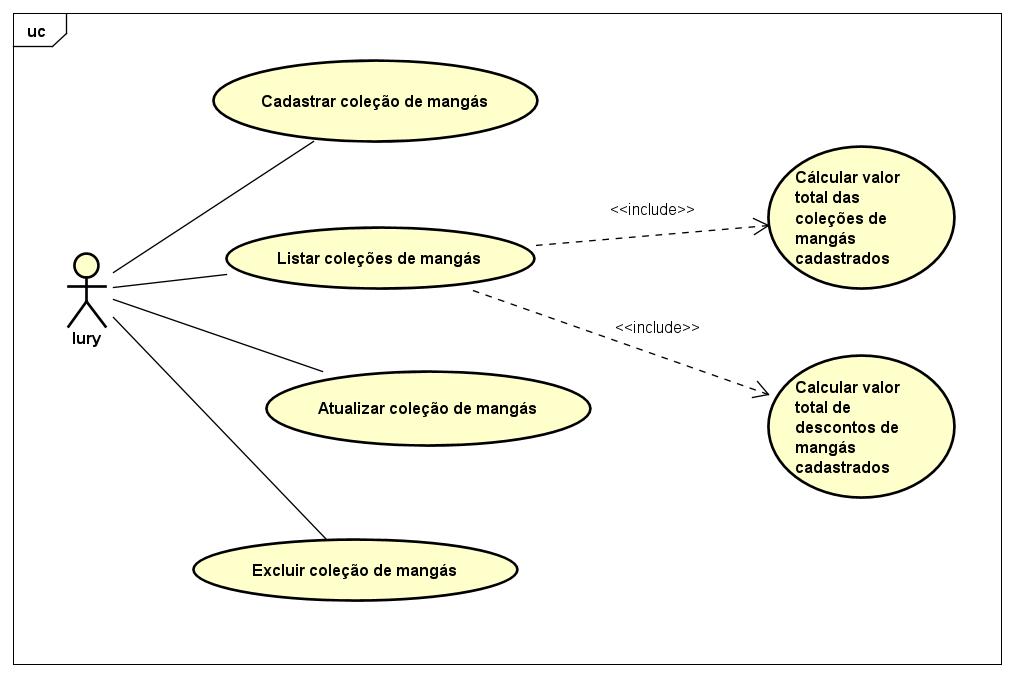 uc
Cadastrar coleção de mangás
Cálcular valor
total das
coleções de
mangás
cadastrados
<<include>>
Listar coleções de mangás
<<include>>
Iury
Calcular valor
total de
descontos de
mangás
cadastrados
Atualizar coleção de mangás
Excluir coleção de mangás